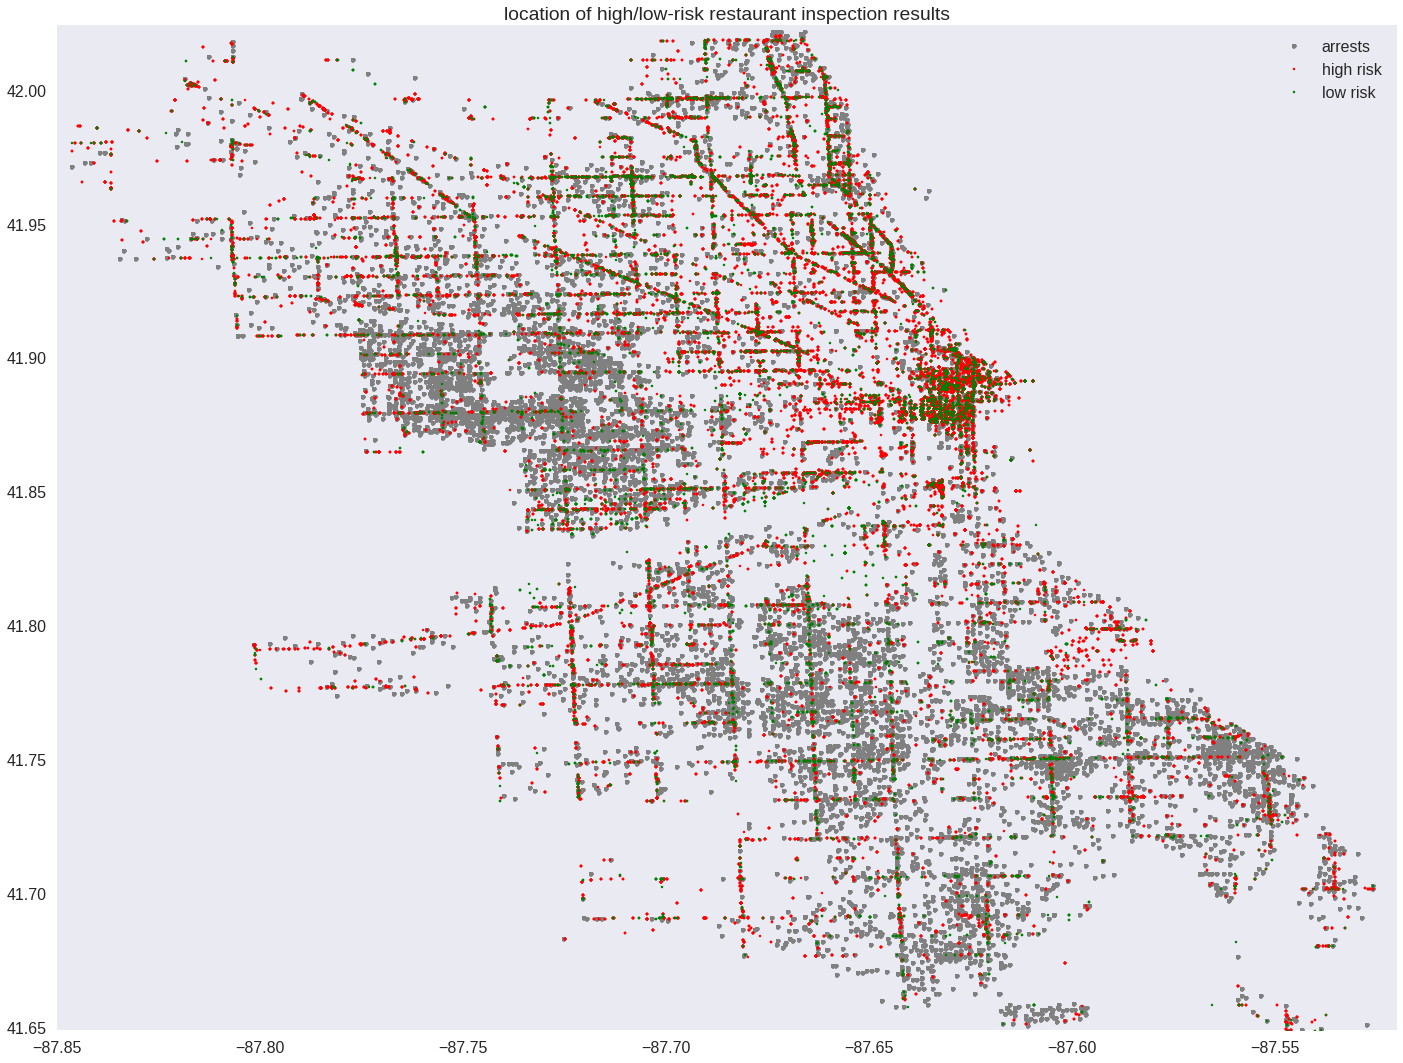 location of high/low-risk restaurant inspection results
arrests
high risk
low risk
42.00
41.95
41.90
41.85
41.80
41.75
41.70
41.65
−87.85 −87.80 −87.75 −87.70 −87.65 −87.60 −87.55